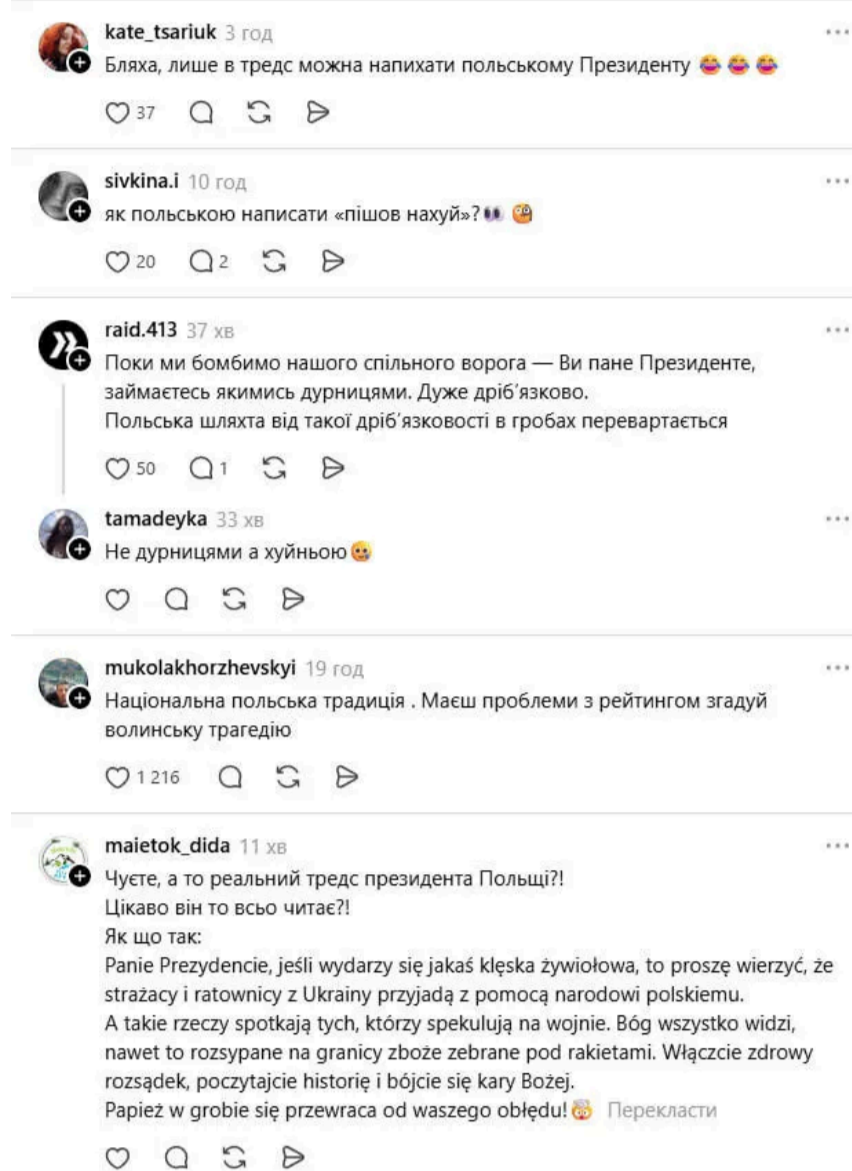 kate_tsariuk 3 год
Бляха, лише в тредс можна напихати польському Президенту 😂 😂 😂
37
sivkina.i 10 год
як польською написати «пішов нахуй»?👀 🧐
20 2
raid.413 37 хв
Поки ми бомбимо нашого спільного ворога — Ви пане Президенте,
займаєтесь якимись дурницями. Дуже дріб’язково.
Польська шляхта від такої дріб’язковості в гробах перевартається
50 1
tamadeyka 33 хв
Не дурницями а хуйньою🥲
mukolakhorzhevskyi 19 год
Національна польська традиція . Маєш проблеми з рейтингом згадуй
волинську трагедію
1 216
maietok_dida 11 хв
Чуєте, а то реальний тредс президента Польщі?!
Цікаво він то всьо читає?!
Як що так:
Panie Prezydencie, jeśli wydarzy się jakaś klęska żywiołowa, to proszę wierzyć, że
strażacy i ratownicy z Ukrainy przyjadą z pomocą narodowi polskiemu.
A takie rzeczy spotkają tych, którzy spekulują na wojnie. Bóg wszystko widzi,
nawet to rozsypane na granicy zboże zebrane pod rakietami. Włączcie zdrowy
rozsądek, poczytajcie historię i bójcie się kary Bożej.
Papież w grobie się przewraca od waszego obłędu!🤯 Перекласти